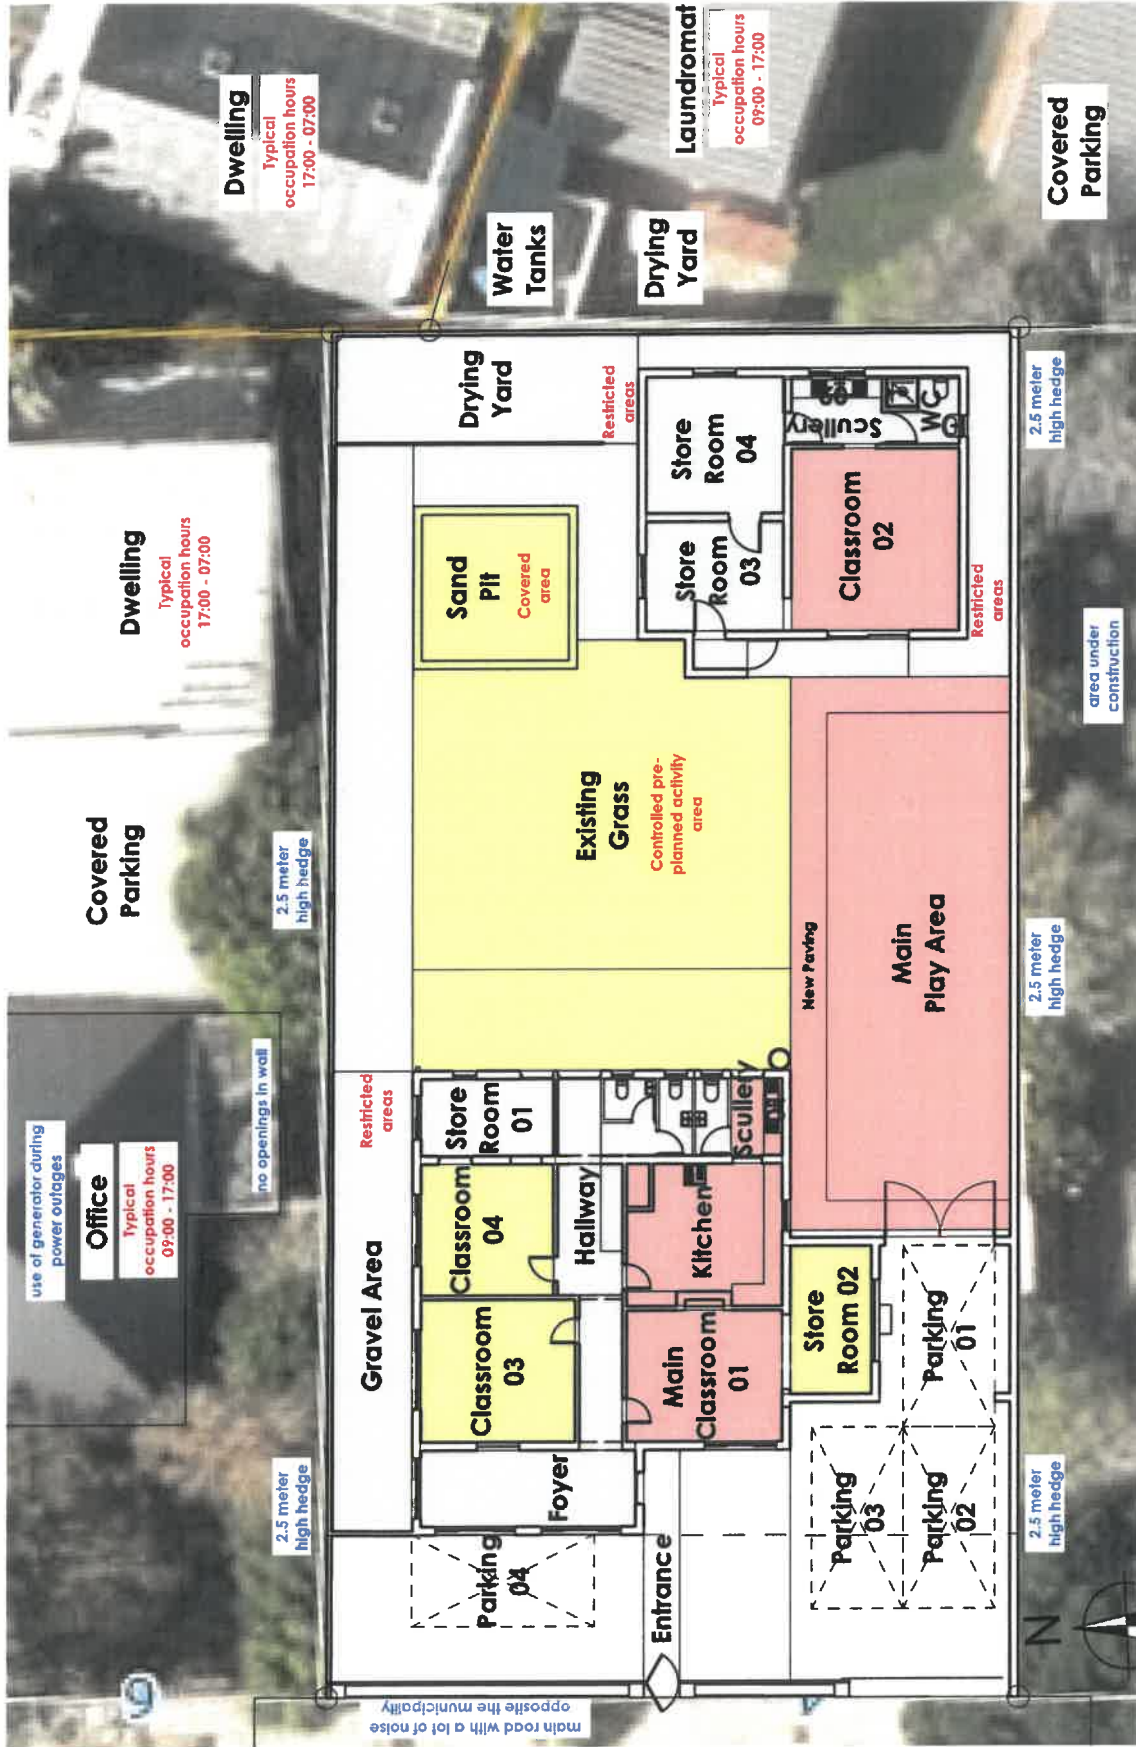 use of generator during
power outages
Office
Typical
occupation hours
09:00 - 17:00
no openings in wall
Covered
Parking
Dwelling
Typical
occupation hours
17:00 - 07:00
Dwelling
Typical
occupation hours
17:00 - 07:00
Laundromat
Typical
occupation hours
09:00 - 17:00
Water
Tanks
Drying
Yard
Covered
Parking
2.5 meter
high hedge
2.5 meter
high hedge
Gravel Area
Restricted
areas
Drying
Yard
Restricted
areas
Parking
04
Foyer
Classroom
03
Classroom
04
Store
Room
01
Hallway
Existing
Grass
Controlled pre-
planned activity
area
Sand
Pit
Covered
area
Store
Room
03
Store
Room
04
Entrance
Main
Classroom
01
Kitchen
Scullery
New Paving
Main
Play Area
Classroom
02
Scullery
WC
Restricted
areas
Store
Room 02
Parking
03
Parking
02
Parking
01
main road with a lot of noise
opposite the municipality
2.5 meter
high hedge
2.5 meter
high hedge
area under
construction
2.5 meter
high hedge
N